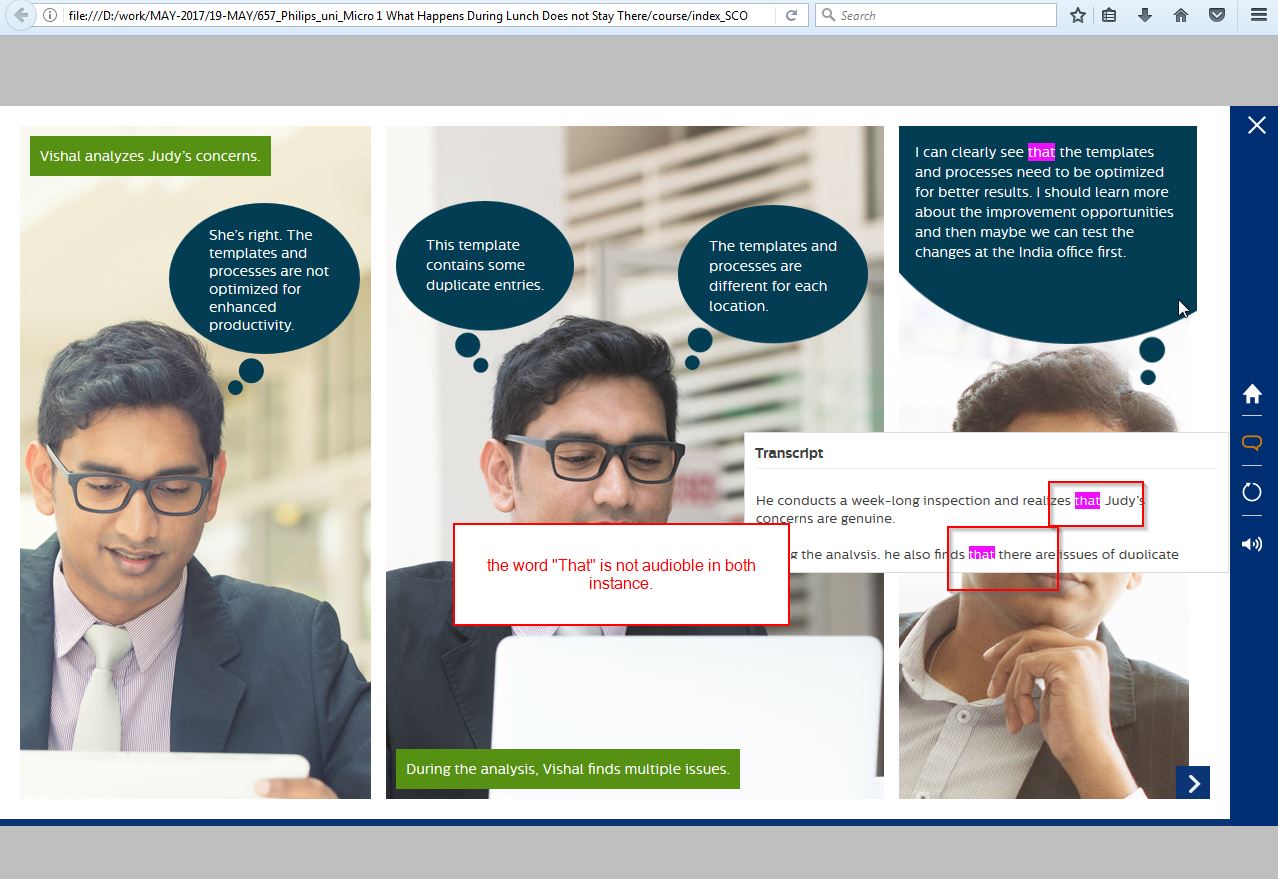 file:///D:/work/MAY-2017/19-MAY/657_Philips_uni_Micro 1 What Happens During Lunch Does not Stay There/course/index_SCO
Search
Vishal analyzes Judy's concerns.
She's right. The
templates and
processes are not
optimized for
enhanced
productivity.
This template
contains some
duplicate entries.
The templates and
processes are
different for each
location.
I can clearly see that the templates
and processes need to be optimized
for better results. I should learn more
about the improvement opportunities
and then maybe we can test the
changes at the India office first.
Transcript
He conducts a week-long inspection and realizes that Judy's
concerns are genuine.
g the analysis, he also finds that there are issues of duplicate
the word "That" is not audioble in both
instance.
During the analysis, Vishal finds multiple issues.